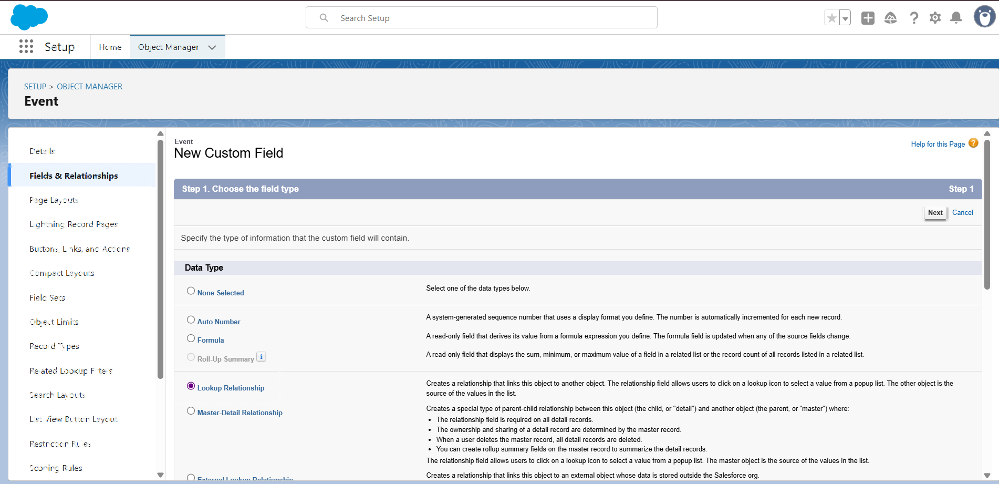 Search Setup
Setup
Home
Object Manager
SETUP > OBJECT MANAGER
Event
Details
Fields & Relationships
Page Layouts
Lightning Record Pages
Buttons, Links, and Actions
Compact Layouts
Field Sets
Object Limits
Record Types
Related Lookup Filters
Search Layouts
List View Button Layout
Restriction Rules
Scoping Rules
Event
New Custom Field
Help for this Page
Step 1. Choose the field type
Step 1
Next
Cancel
Specify the type of information that the custom field will contain.
Data Type
None Selected
Select one of the data types below.
Auto Number
A system-generated sequence number that uses a display format you define. The number is automatically incremented for each new record.
Formula
A read-only field that derives its value from a formula expression you define. The formula field is updated when any of the source fields change.
Roll-Up Summary
A read-only field that displays the sum, minimum, or maximum value of a field in a related list or the record count of all records listed in a related list.
Lookup Relationship
Creates a relationship that links this object to another object. The relationship field allows users to click on a lookup icon to select a value from a popup list. The other object is the
source of the values in the list.
Master-Detail Relationship
Creates a special type of parent-child relationship between this object (the child, or "detail") and another object (the parent, or "master") where:
• The relationship field is required on all detail records.
• The ownership and sharing of a detail record are determined by the master record.
• When a user deletes the master record, all detail records are deleted.
• You can create rollup summary fields on the master record to summarize the detail records.
The relationship field allows users to click on a lookup icon to select a value from a popup list. The master object is the source of the values in the list.
External Lookup Relationship
Creates a relationship that links this object to an external object whose data is stored outside the Salesforce org.